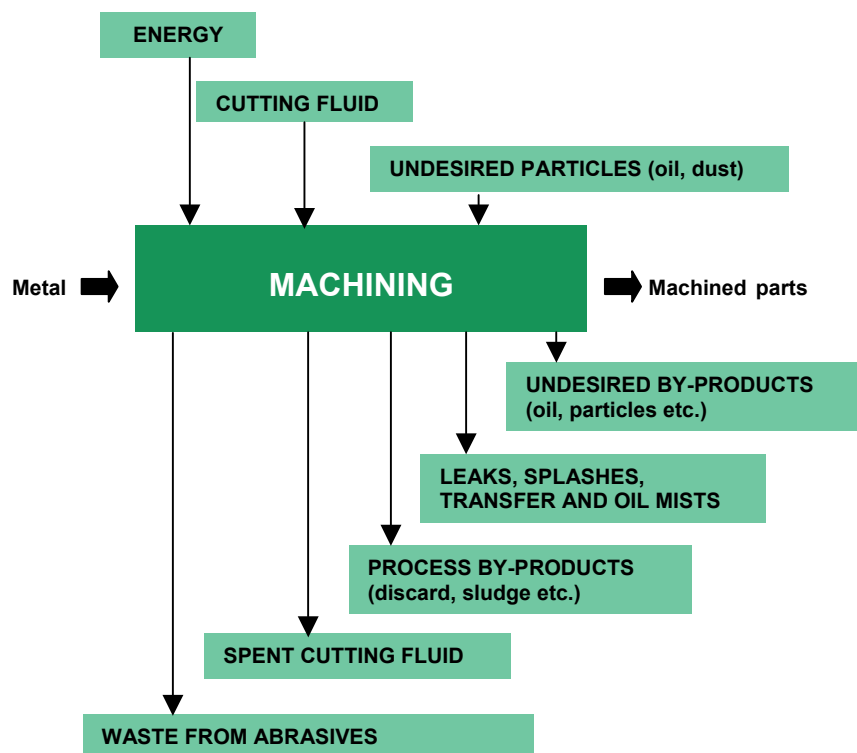 ENERGY
CUTTING FLUID
UNDESIRED PARTICLES (oil, dust)
Metal
MACHINING
Machined parts
UNDESIRED BY-PRODUCTS
(oil, particles etc.)
LEAKS, SPLASHES,
TRANSFER AND OIL MISTS
PROCESS BY-PRODUCTS
(discard, sludge etc.)
SPENT CUTTING FLUID
WASTE FROM ABRASIVES